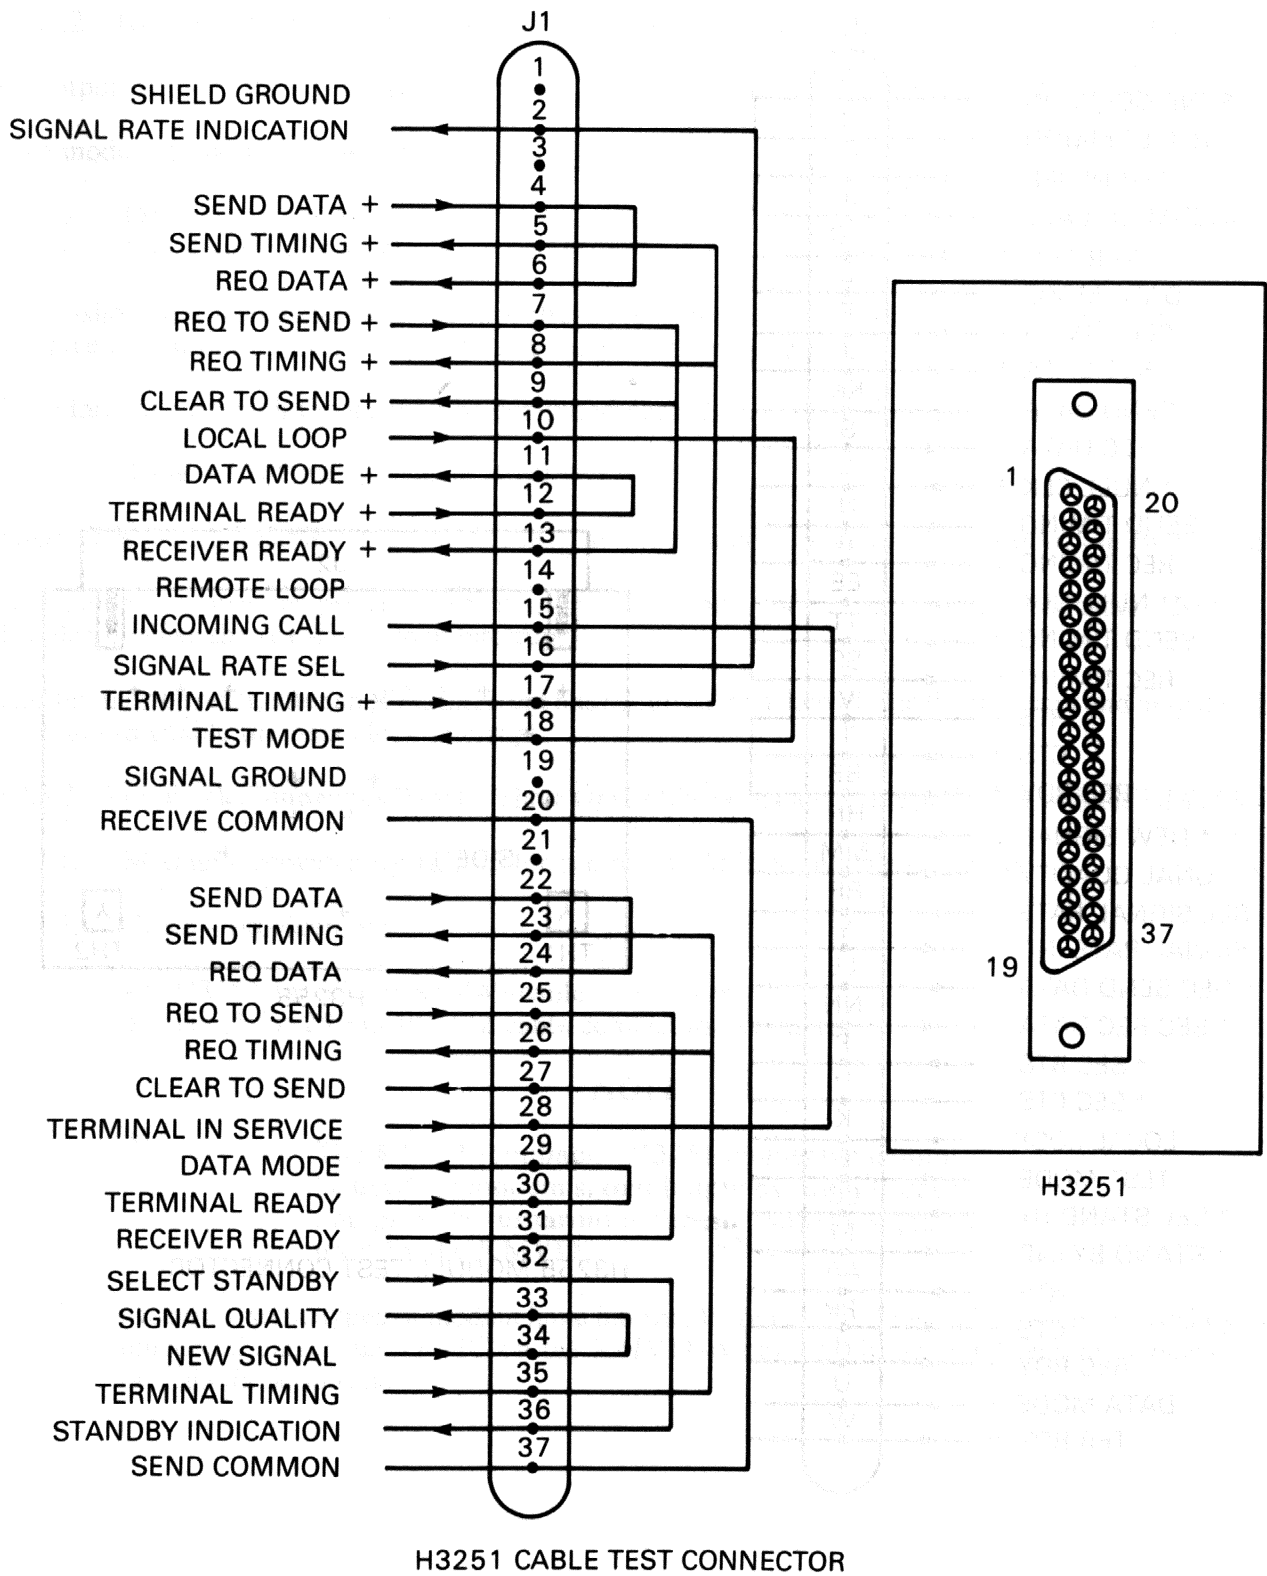 J1
1
SHIELD GROUND
2
SIGNAL RATE INDICATION
3
4
SEND DATA +
5
SEND TIMING +
6
REQ DATA +
7
REQ TO SEND +
8
REQ TIMING +
9
CLEAR TO SEND +
10
LOCAL LOOP
11
DATA MODE +
12
TERMINAL READY +
13
RECEIVER READY +
14
REMOTE LOOP
15
INCOMING CALL
16
SIGNAL RATE SEL
17
TERMINAL TIMING +
18
TEST MODE
19
SIGNAL GROUND
20
RECEIVE COMMON
21
22
SEND DATA
23
SEND TIMING
24
REQ DATA
25
REQ TO SEND
26
REQ TIMING
27
CLEAR TO SEND
28
TERMINAL IN SERVICE
29
DATA MODE
30
TERMINAL READY
31
RECEIVER READY
32
SELECT STANDBY
33
SIGNAL QUALITY
34
NEW SIGNAL
35
TERMINAL TIMING
36
STANDBY INDICATION
37
SEND COMMON
1
20
37
19
H3251
H3251 CABLE TEST CONNECTOR